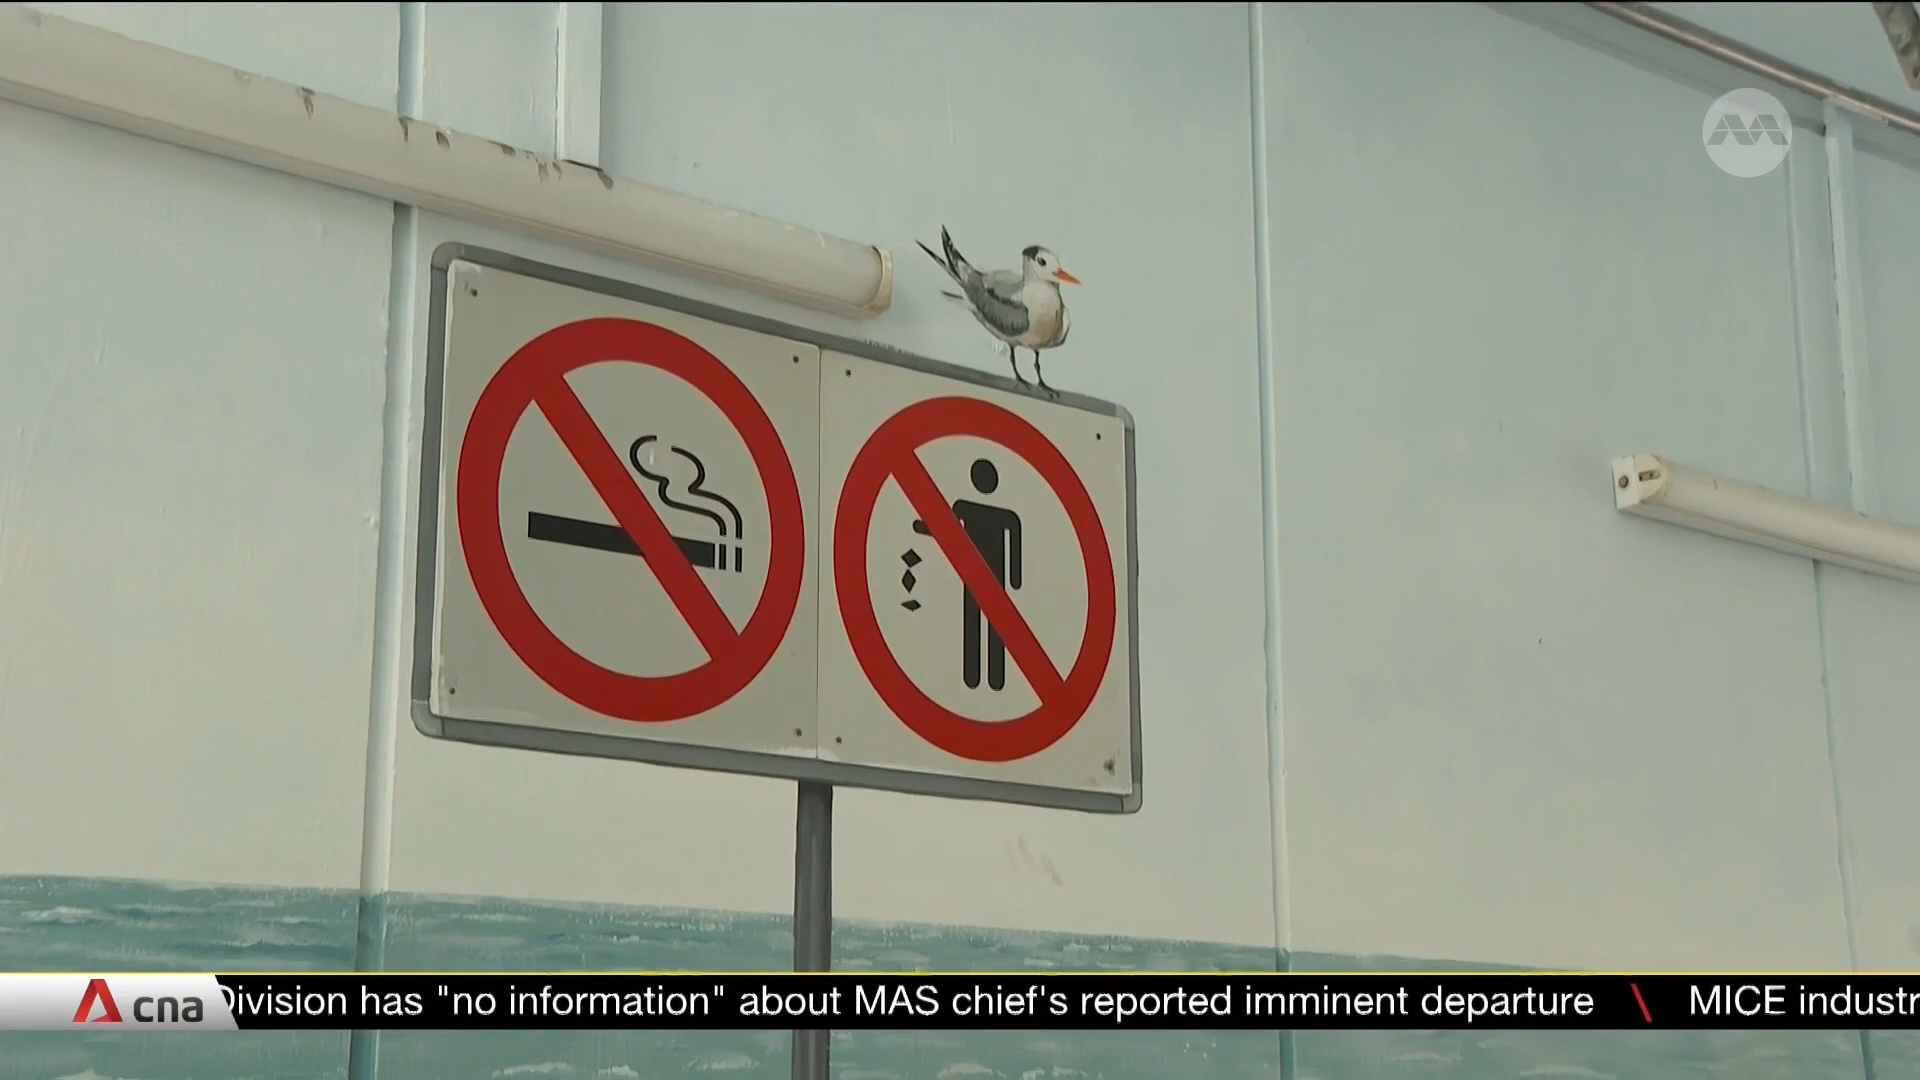 cna
Division has "no information" about MAS chief's reported imminent departure \ MICE industr